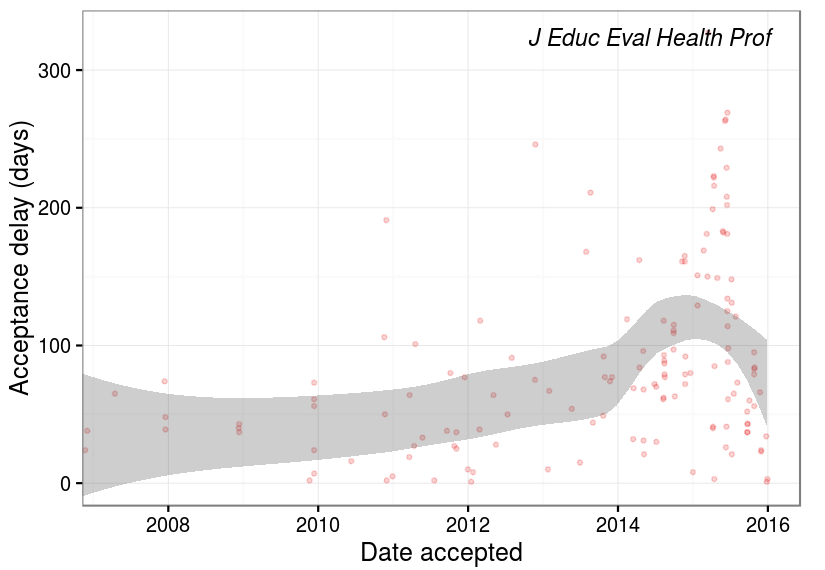 J Educ Eval Health Prof
Acceptance delay (days)
300
200
100
0
2008 2010 2012 2014 2016
Date accepted